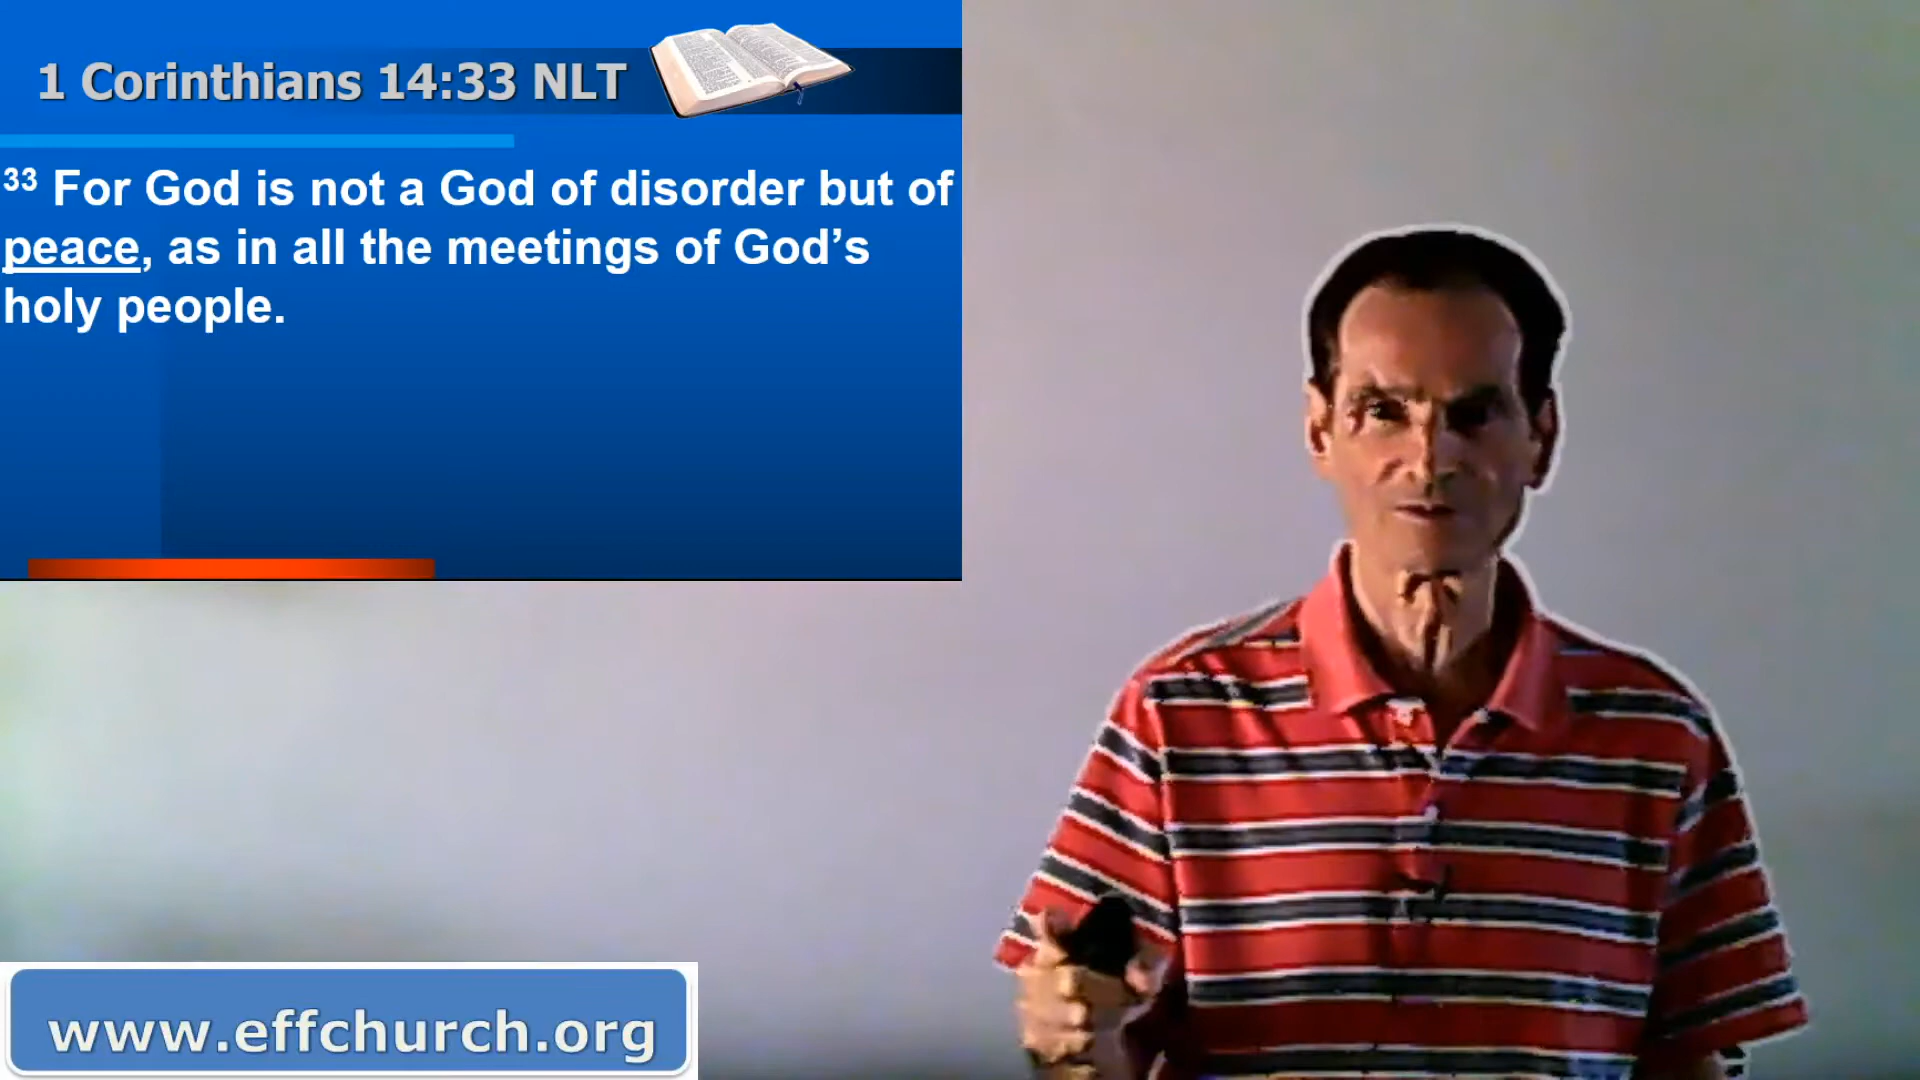 1 Corinthians 14:33 NLT
33 For God is not a God of disorder but of
peace, as in all the meetings of God’s
holy people.
www.effchurch.org